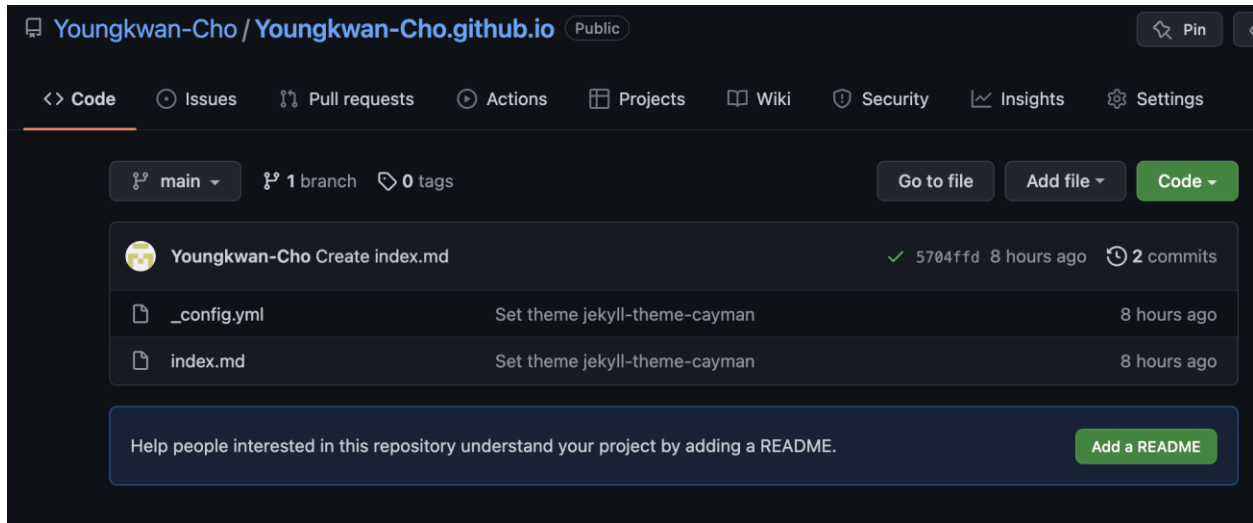 Youngkwan-Cho / Youngkwan-Cho.github.io Public Pin
<> Code Issues Pull requests Actions Projects Wiki Security Insights Settings
main 1 branch 0 tags Go to file Add file Code
Youngkwan-Cho Create index.md 5704ffd 8 hours ago 2 commits
_config.yml Set theme jekyll-theme-cayman 8 hours ago
index.md Set theme jekyll-theme-cayman 8 hours ago
Help people interested in this repository understand your project by adding a README. Add a README